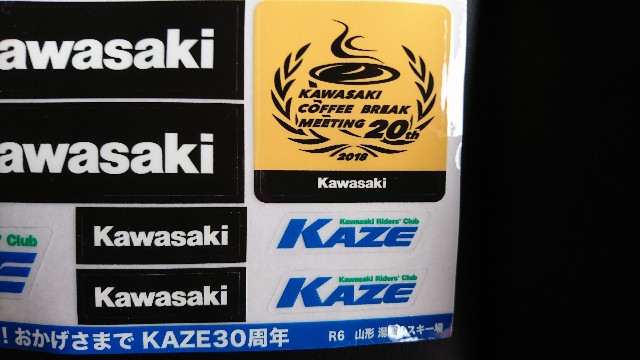 awasaki
awasaki
KAWASAKI
COFFEE BREAK
MEETING 20th
2018
Kawasaki
Club
Kawasaki
Kawasaki
Kawasaki Riders' Club
KAZE
Kawasaki Riders' Club
KAZE
！おかげさまで KAZE30周年
R6 山形 スキー場